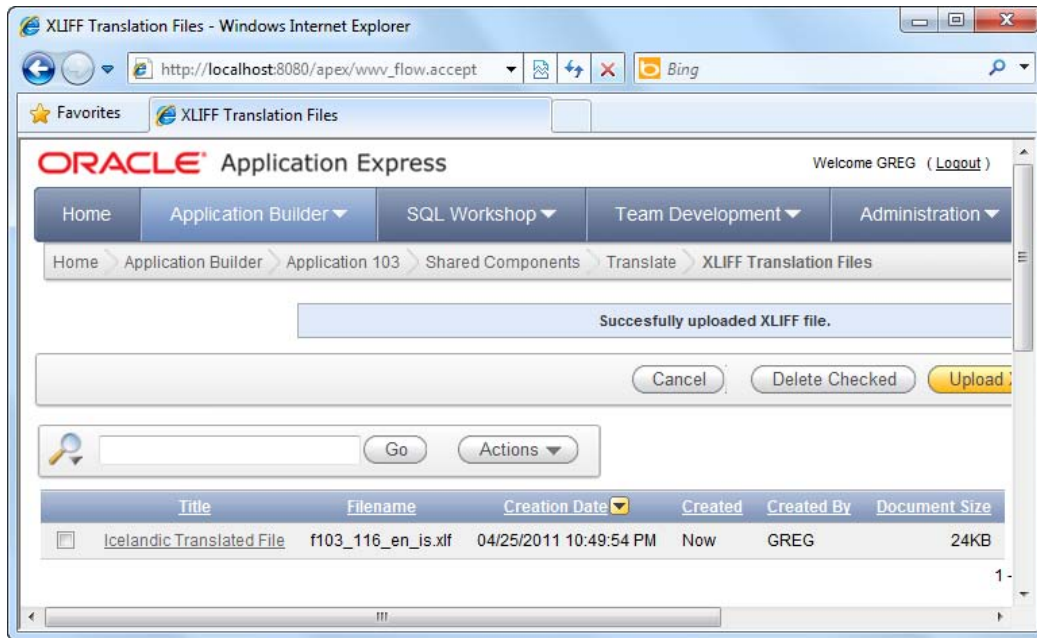 XLIFF Translation Files - Windows Internet Explorer
http://localhost:8080/apex/wwv_flow.accept
Bing
Favorites
XLIFF Translation Files
ORACLE Application Express
Welcome GREG ( Logout )
Home Application Builder SQL Workshop Team Development Administration
Home Application Builder Application 103 Shared Components Translate XLIFF Translation Files
Succesfully uploaded XLIFF file.
Cancel Delete Checked Upload
Go Actions
Title Filename Creation Date Created Created By Document Size
Icelandic Translated File f103_116_en_is.xlf 04/25/2011 10:49:54 PM Now GREG 24KB
1 -